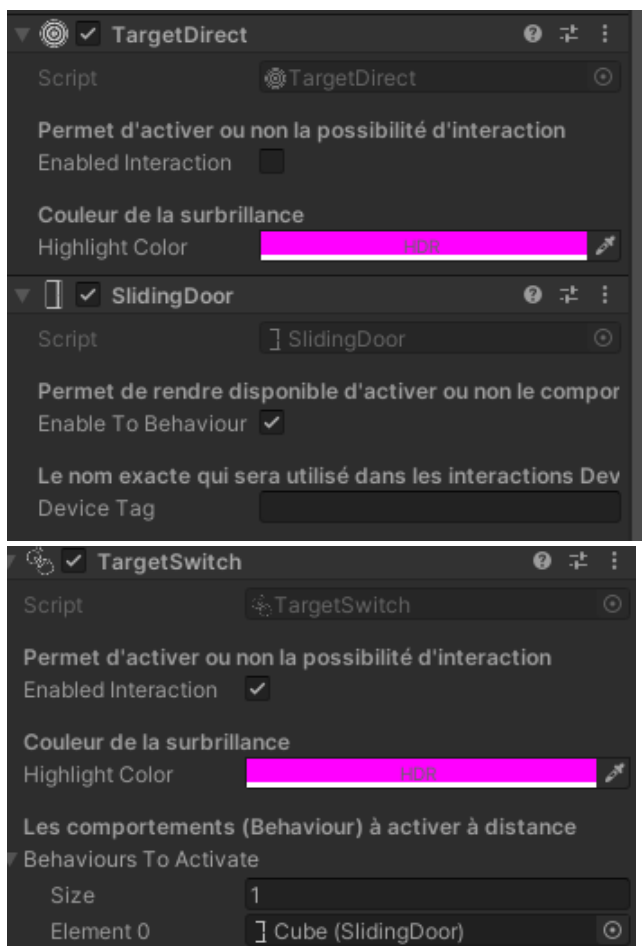 TargetDirect
Script TargetDirect
Permet d'activer ou non la possibilité d'interaction
Enabled Interaction
Couleur de la surbrillance
Highlight Color HDR
SlidingDoor
Script SlidingDoor
Permet de rendre disponible d'activer ou non le compor
Enable To Behaviour
Le nom exacte qui sera utilisé dans les interactions Dev
Device Tag
TargetSwitch
Script TargetSwitch
Permet d'activer ou non la possibilité d'interaction
Enabled Interaction
Couleur de la surbrillance
Highlight Color HDR
Les comportements (Behaviour) à activer à distance
Behaviours To Activate
Size 1
Element 0 Cube (SlidingDoor)